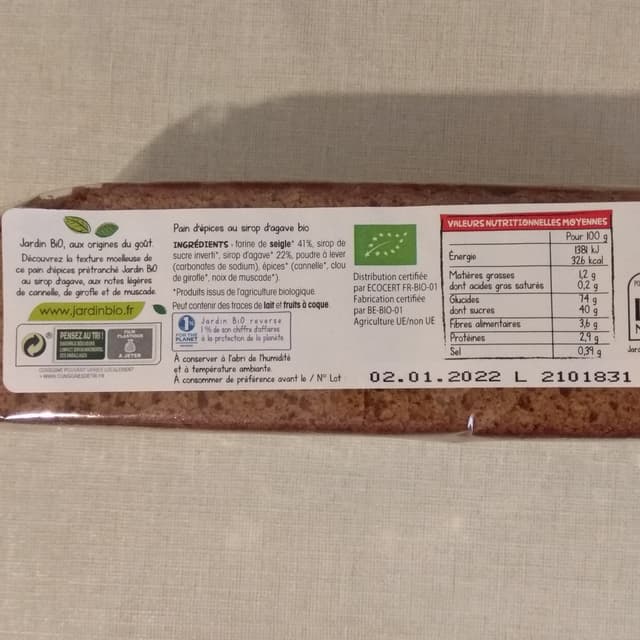 Jardin BiO, aux origines du goût.
Découvrez la texture moelleuse de
ce pain d'épices prétranché Jardin BiO
au sirop d'agave, aux notes légères
de cannelle, de girofle et de muscade.
www.jardinbio.fr
PENSEZ AU TRI !
FILM
PLASTIQUE
À JETER
CONSIGNE POUVANT VARIER LOCALEMENT
WWW.CONSIGNESDETRI.FR
Pain d'épices au sirop d'agave bio
INGRÉDIENTS : farine de seigle* 41%, sirop de
sucre inverti*, sirop d'agave* 22%, poudre à lever
(carbonates de sodium), épices* (cannelle*, clou
de girofle*, noix de muscade*).
*Produits issus de l'agriculture biologique.
Peut contenir des traces de lait et fruits à coque.
1%
FOR THE
PLANET
Jardin BiO reverse
1% de son chiffre d'affaires
à la protection de la planète
À conserver à l'abri de l'humidité
et à température ambiante.
À consommer de préférence avant le / N° Lot :
02.01.2022 L 2101831
Distribution certifiée
par ECOCERT FR-BIO-01
Fabrication certifiée
par BE-BIO-01
Agriculture UE/non UE
VALEURS NUTRITIONNELLES MOYENNES
Pour 100 g
Énergie 1381 kJ
326 kcal
Matières grasses 1,2 g
dont acides gras saturés 0,2 g
Glucides 74 g
dont sucres 40 g
Fibres alimentaires 3,6 g
Protéines 2,9 g
Sel 0,39 g